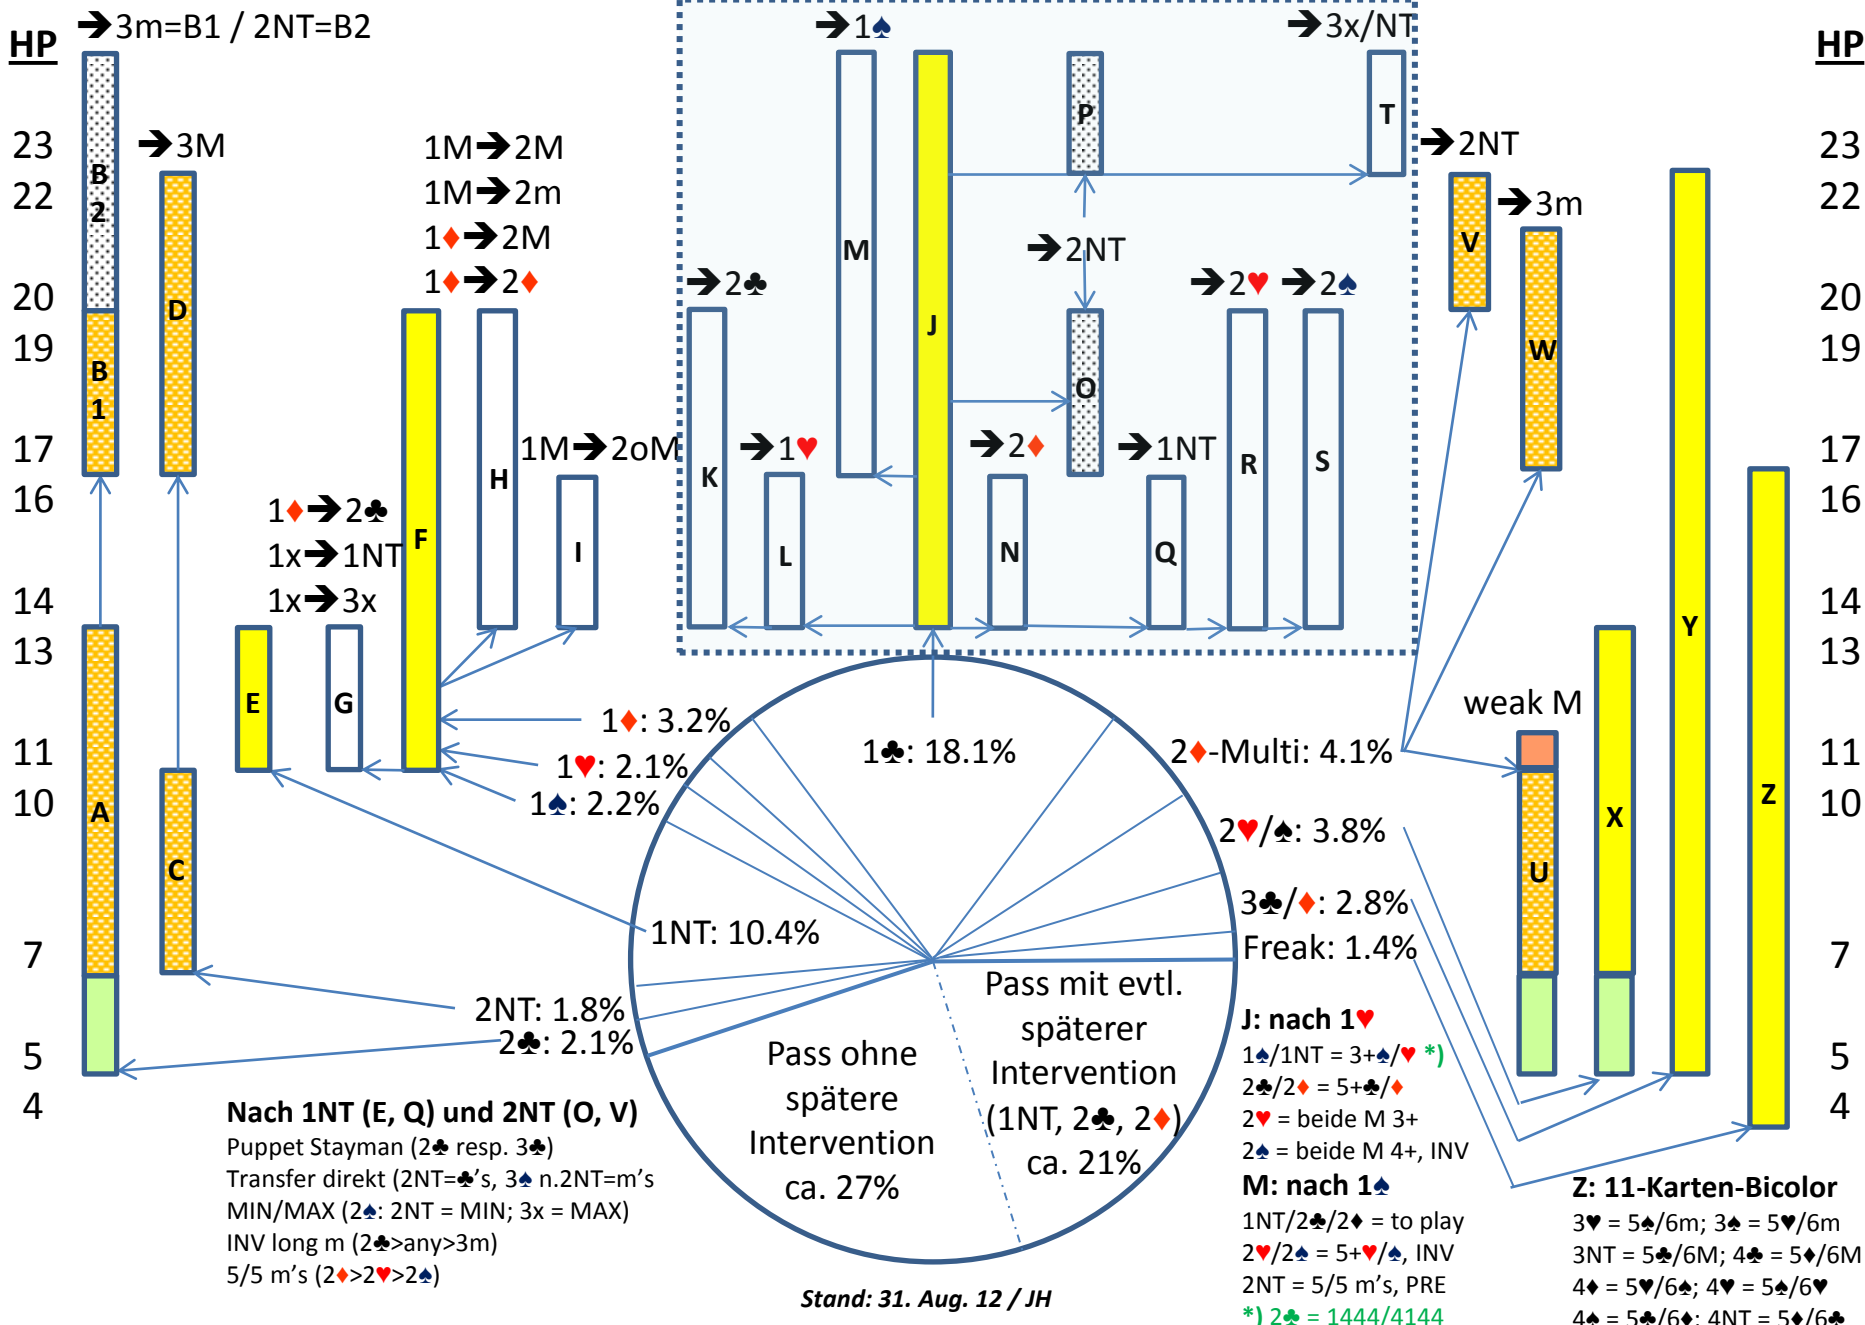 ➔3m=B1 / 2NT=B2
HP
23
22
20
19
17
16
14
13
11
10
7
5
4
B
2
B
1
A
➔3M
D
C
1♦➔2♣
1x➔1NT
1x➔3x
E
G
1M➔2M
1M➔2m
1♦➔2M
1♦➔2♦
F
H
1M➔2oM
I
➔2♣
K
➔1♥
L
➔1♠
M
J
➔2♦
N
P
➔2NT
O
➔1NT
Q
➔2♥
R
➔2♠
S
➔3x/NT
T
➔2NT
V
➔3m
W
weak M
U
X
Y
Z
HP
23
22
20
19
17
16
14
13
11
10
7
5
4
1♦: 3.2%
1♥: 2.1%
1♠: 2.2%
1NT: 10.4%
2NT: 1.8%
2♣: 2.1%
1♣: 18.1%
2♦-Multi: 4.1%
2♥/♠: 3.8%
3♣/♦: 2.8%
Freak: 1.4%
Pass ohne
spätere
Intervention
ca. 27%
Pass mit evtl.
späterer
Intervention
(1NT, 2♣, 2♦)
ca. 21%
Nach 1NT (E, Q) und 2NT (O, V)
Puppet Stayman (2♣ resp. 3♣)
Transfer direkt (2NT=♣'s, 3♠ n.2NT=m's
MIN/MAX (2♠: 2NT = MIN; 3x = MAX)
INV long m (2♣>any>3m)
5/5 m's (2♦>2♥>2♠)
Stand: 31. Aug. 12 / JH
J: nach 1♥
1♠/1NT = 3+♠/♥ *)
2♣/2♦ = 5+♣/♦
2♥ = beide M 3+
2♠ = beide M 4+, INV
M: nach 1♠
1NT/2♣/2♦ = to play
2♥/2♠ = 5+♥/♠, INV
2NT = 5/5 m's, PRE
*) 2♣ = 1444/4144
Z: 11-Karten-Bicolor
3♥ = 5♠/6m; 3♠ = 5♥/6m
3NT = 5♣/6M; 4♣ = 5♦/6M
4♦ = 5♥/6♠; 4♥ = 5♠/6♥
4♠ = 5♣/6♦; 4NT = 5♦/6♣